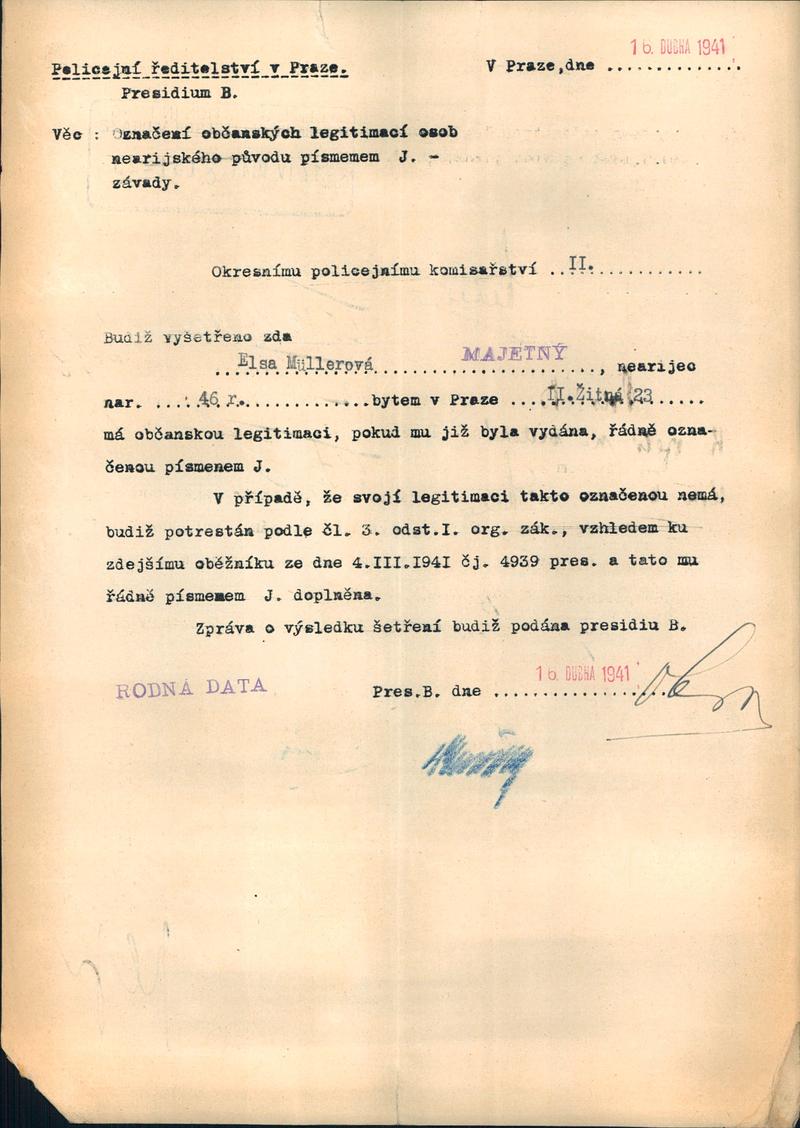 16. DUBNA 1941
Policejní ředitelství v Praze.
V Praze,dne ..............
Presidium B.
Věc : Označení občanských legitimací osob
nearijského původu písmemem J. -
závady.
Okresnímu policejnímu komisařství ..II.............
Budiž vyšetřeno zda
Elsa Müllerová MAJETNÝ , nearijec
nar. ....46 r...............bytem v Praze ....II.Žitná 23.....
má občanskou legitimaci, pokud mu již byla vydána, řádně ozna-
čenou písmenem J.
V případě, že svojí legitimaci takto označenou nemá,
budiž potrestán podle čl. 3. odst.I. org. zák., vzhledem ku
zdejšímu oběžníku ze dne 4.III.1941 čj. 4939 pres. a tato mu
řádně písmenem J. doplněna.
Zpráva o výsledku šetření budiž podána presidiu B.
16 DUBNA 1941
RODNÁ DATA
Pres.B. dne ....................